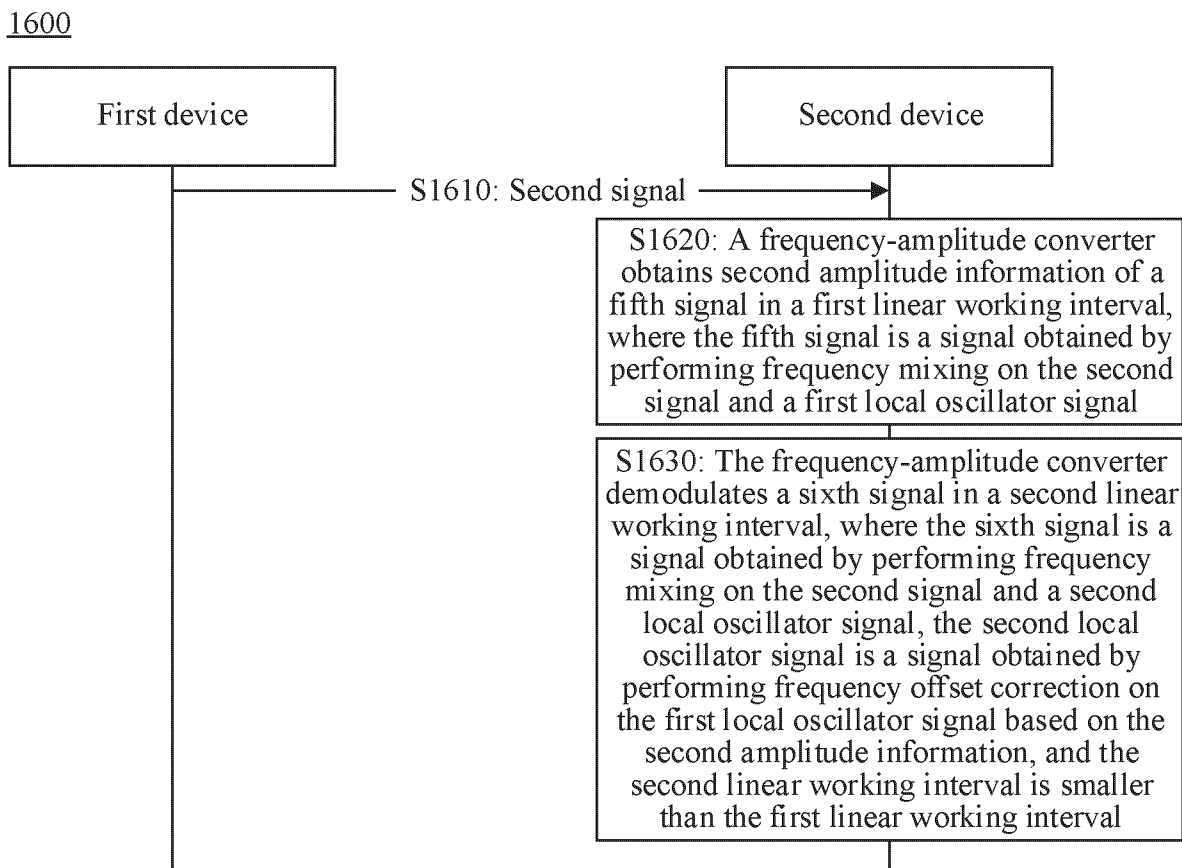 1600
First device
Second device
S1610: Second signal
S1620: A frequency-amplitude converter
obtains second amplitude information of a
fifth signal in a first linear working interval,
where the fifth signal is a signal obtained by
performing frequency mixing on the second
signal and a first local oscillator signal
S1630: The frequency-amplitude converter
demodulates a sixth signal in a second linear
working interval, where the sixth signal is a
signal obtained by performing frequency
mixing on the second signal and a second
local oscillator signal, the second local
oscillator signal is a signal obtained by
performing frequency offset correction on
the first local oscillator signal based on the
second amplitude information, and the
second linear working interval is smaller
than the first linear working interval